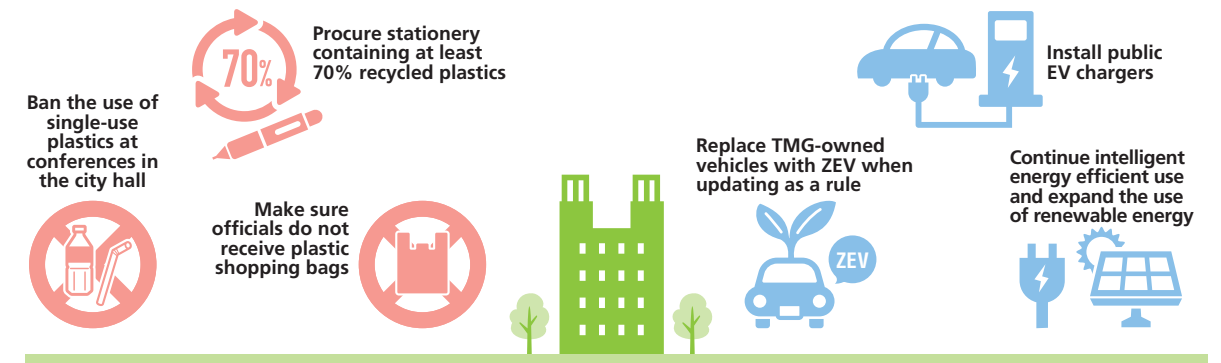 Procure stationery
containing at least
70% recycled plastics
70%
Ban the use of
single-use
plastics at
conferences in
the city hall
Make sure
officials do not
receive plastic
shopping bags
Install public
EV chargers
Replace TMG-owned
vehicles with ZEV when
updating as a rule
ZEV
Continue intelligent
energy efficient use
and expand the use
of renewable energy